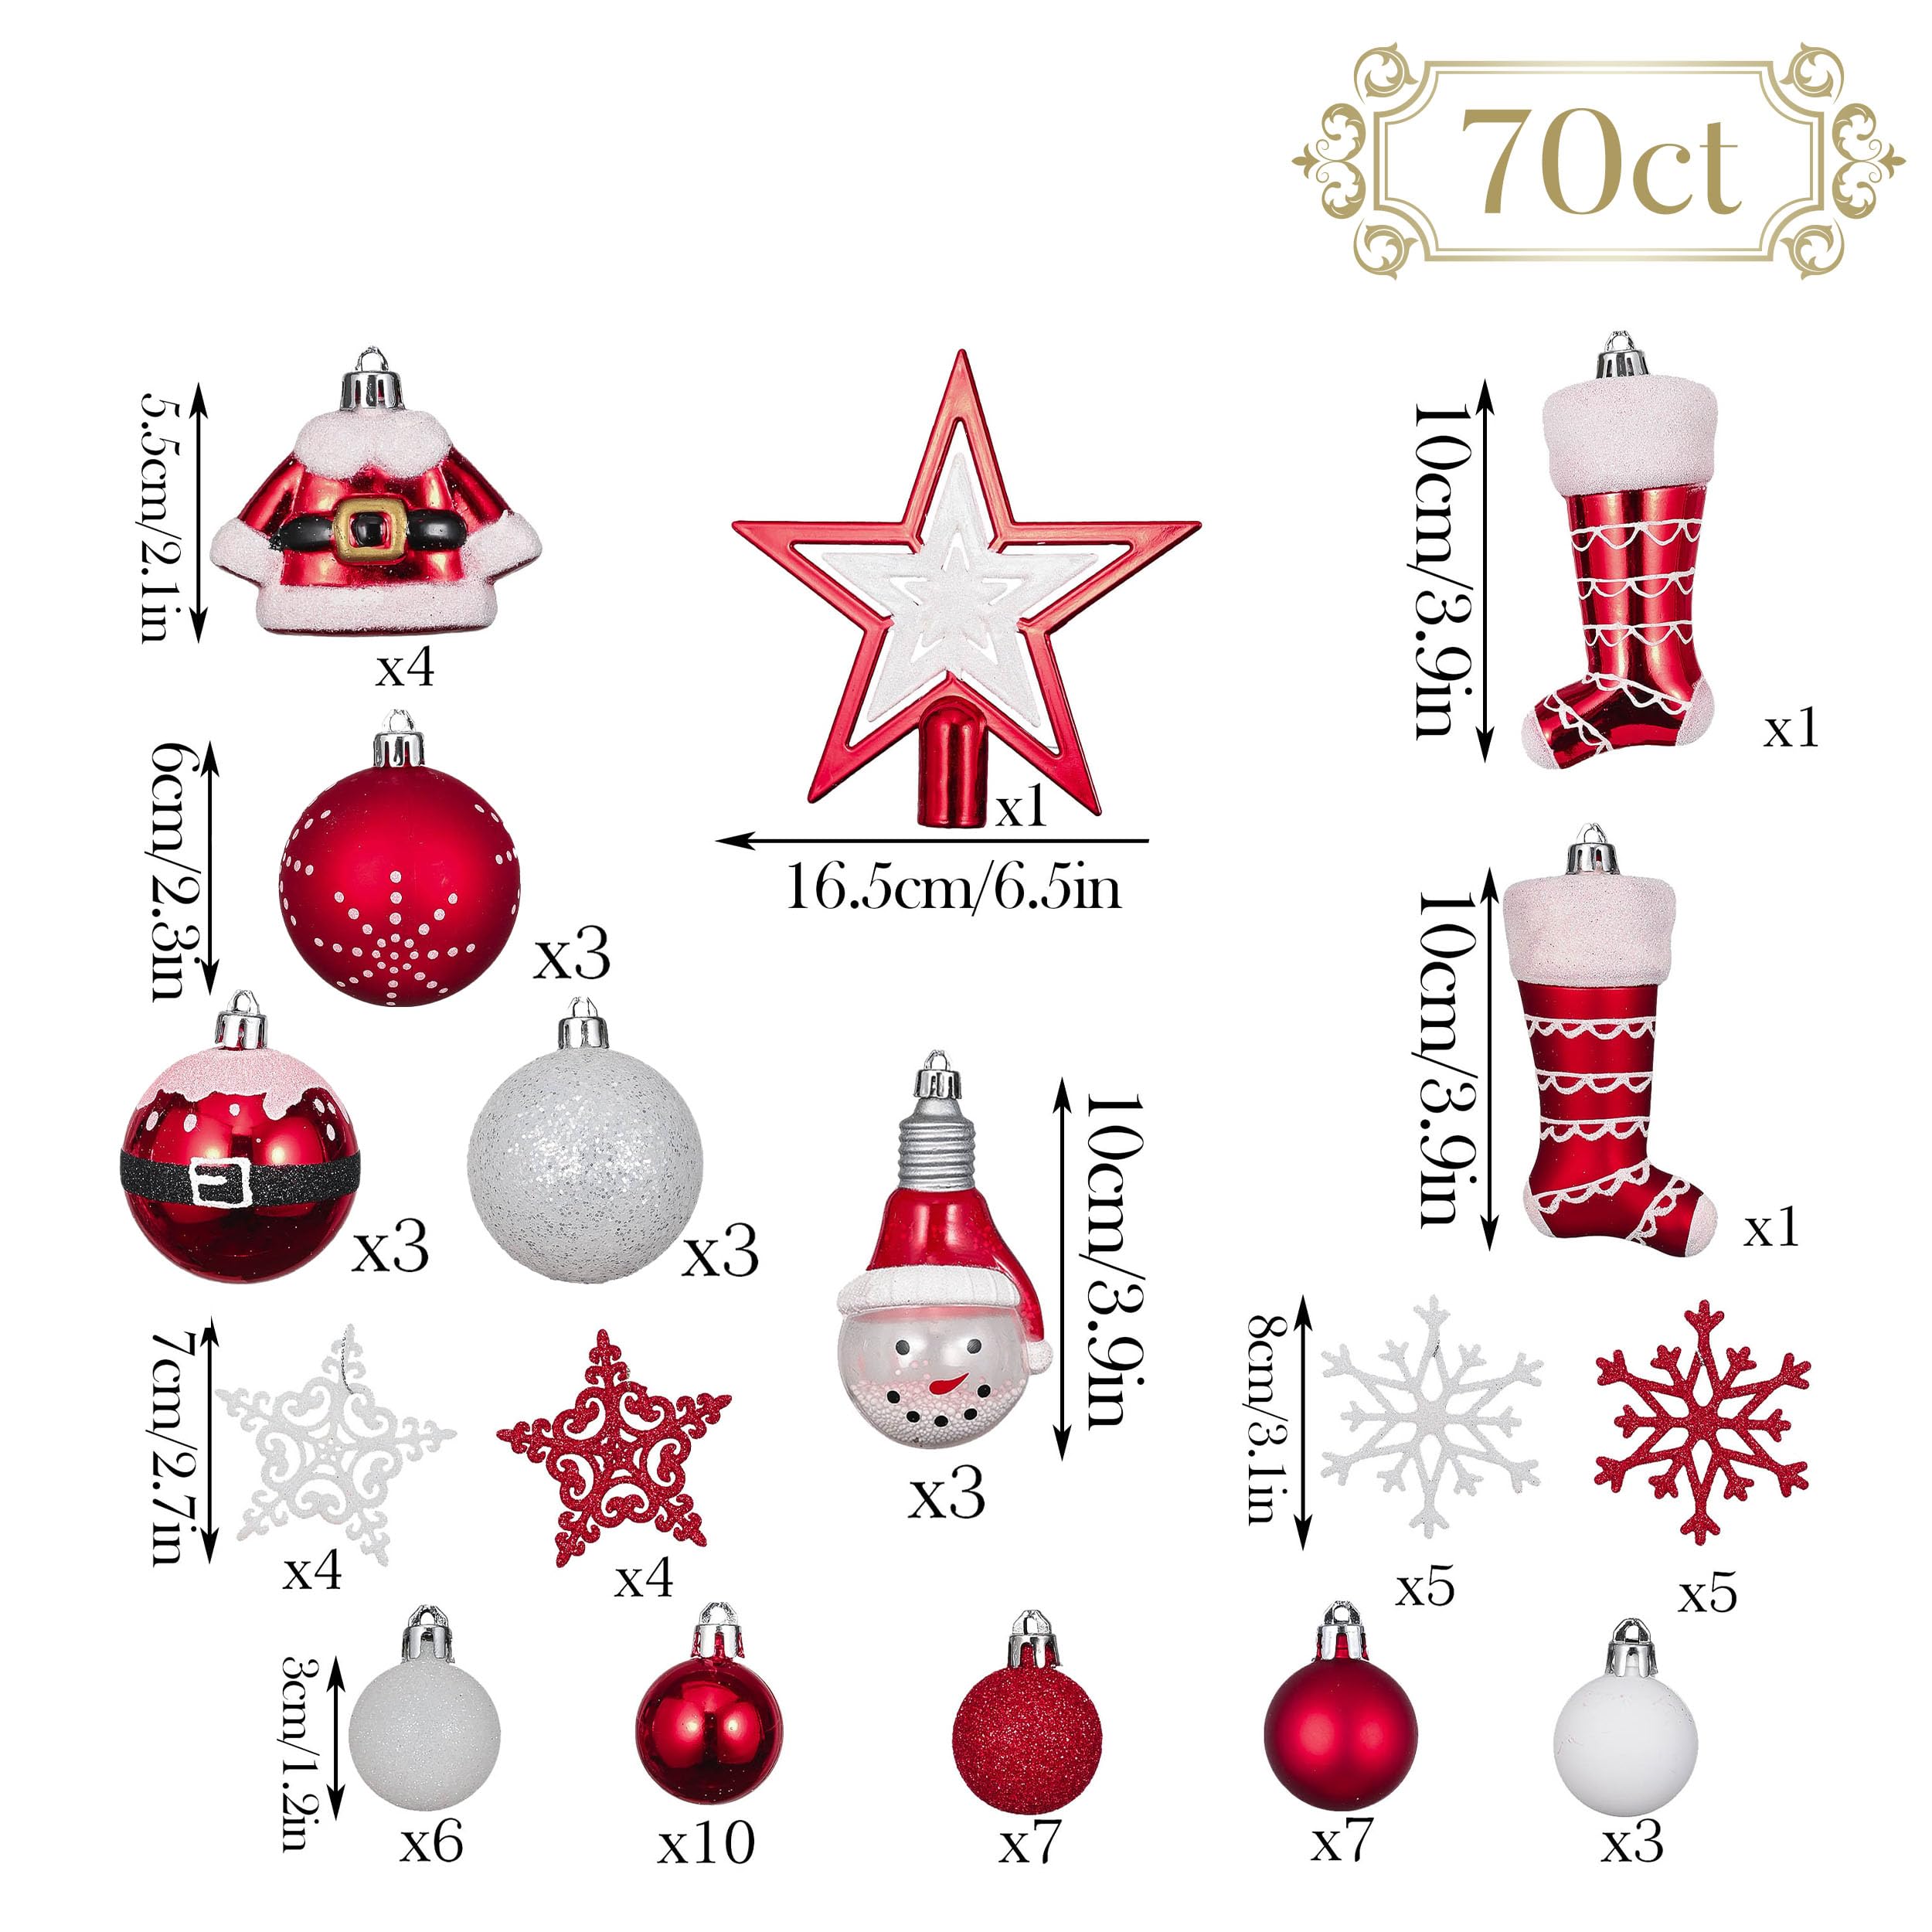 70ct
5.5cm/2.1in
x4
16.5cm/6.5in
x1
10cm/3.9in
x1
6cm/2.3in
x3
x3
x3
10cm/3.9in
x1
10cm/3.9in
x3
7cm/2.7in
x4
x4
8cm/3.1in
x5
x5
3cm/1.2in
x6
x10
x7
x7
x3